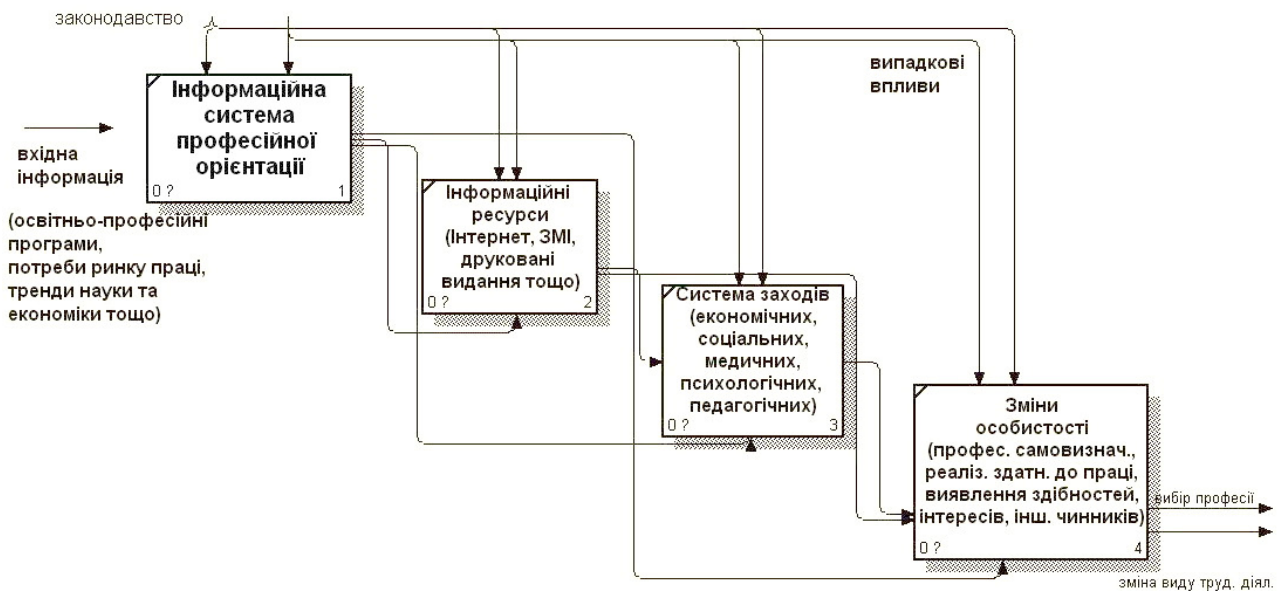 законодавство
випадкові
впливи
Інформаційна
система
професійної
орієнтації
0 ?
1
вхідна
інформація
(освітньо-професійні
програми,
потреби ринку праці,
тренди науки та
економіки тощо)
Інформаційні
ресурси
(Інтернет, ЗМІ,
друковані
видання тощо)
0 ?
2
Система заходів
(економічних,
соціальних,
медичних,
психологічних,
педагогічних)
0 ?
3
Зміни
особистості
(профес. самовизнач.,
реаліз. здатн. до праці,
виявлення здібностей,
інтересів, інш. чинників)
0 ?
4
вибір професії
зміна виду труд. діял.